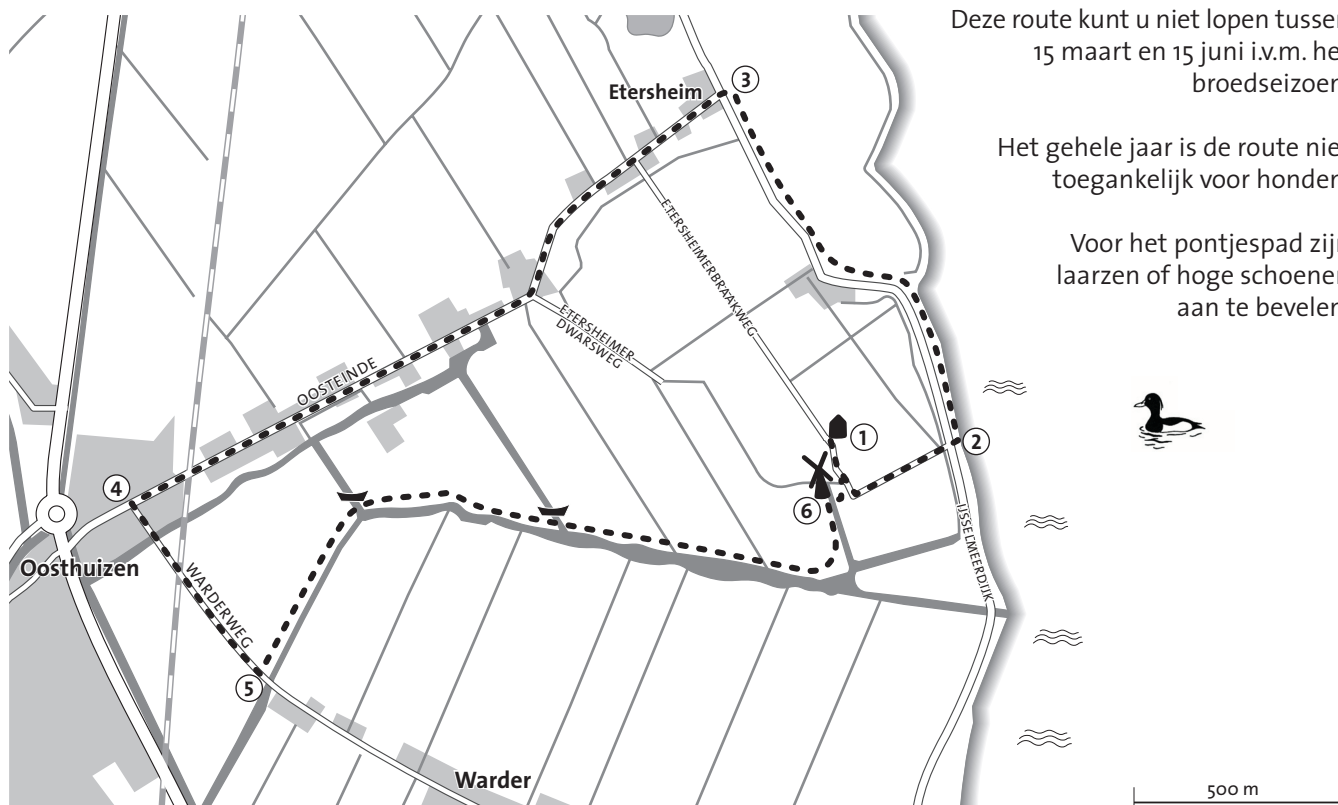 Deze route kunt u niet lopen tussen
15 maart en 15 juni i.v.m. he
broedseizoen
Het gehele jaar is de route nie
toegankelijk voor honden
Voor het pontjespad zijn
laarzen of hoge schoenen
aan te bevelen
Etersheim
3
ETERSHEIMERBRAAKWEG
ETERSHEIMER
DWARSWEG
OOSTEINDE
1
2
4
6
IJSSELMEERDIJK
Oosthuizen
WARDERWEG
5
Warder
500 m